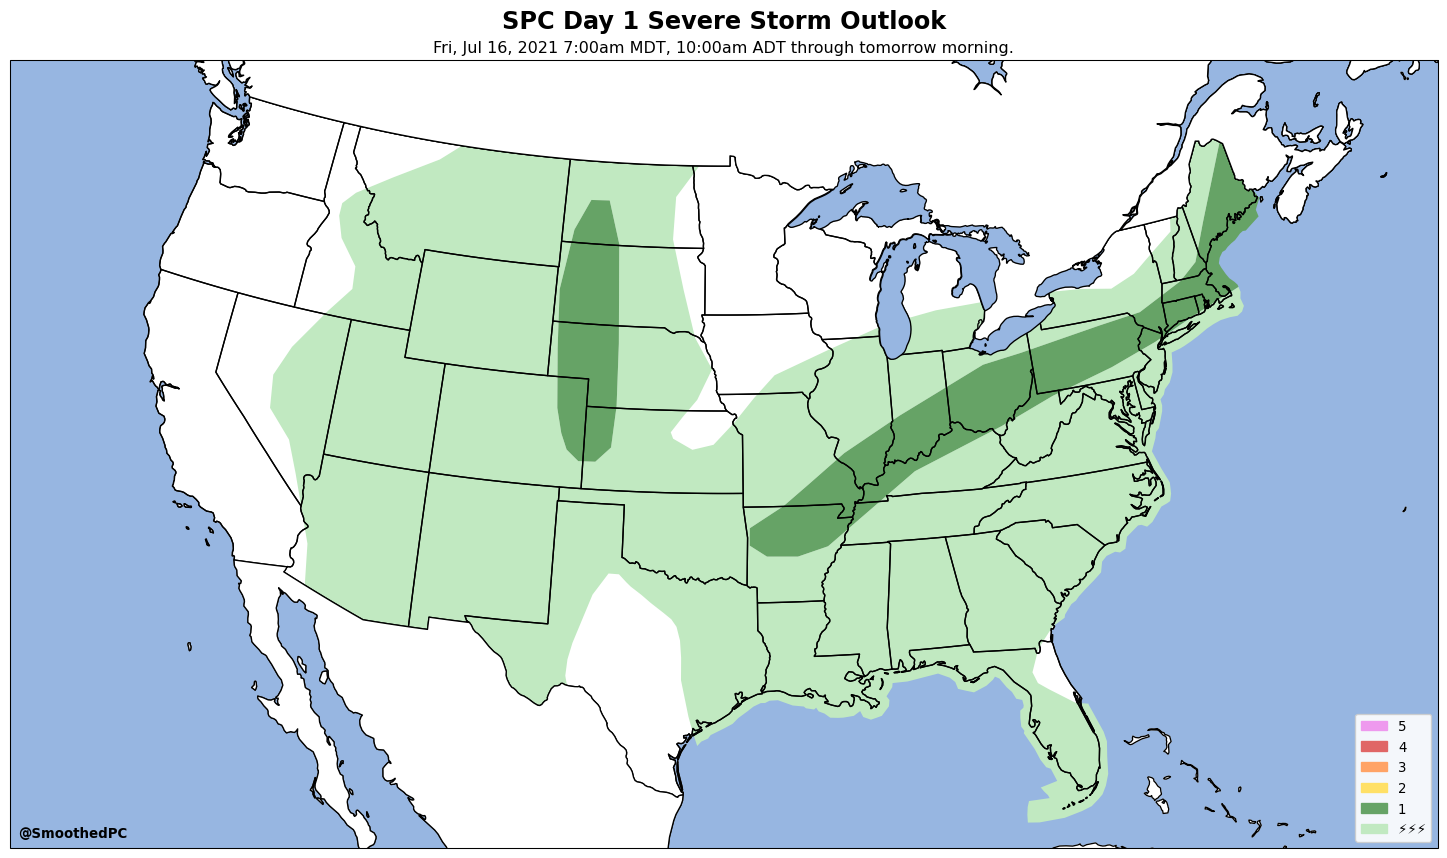 SPC Day 1 Severe Storm Outlook
Fri, Jul 16, 2021 7:00am MDT, 10:00am ADT through tomorrow morning.
5
4
3
2
1
⚡⚡⚡
@SmoothedPC